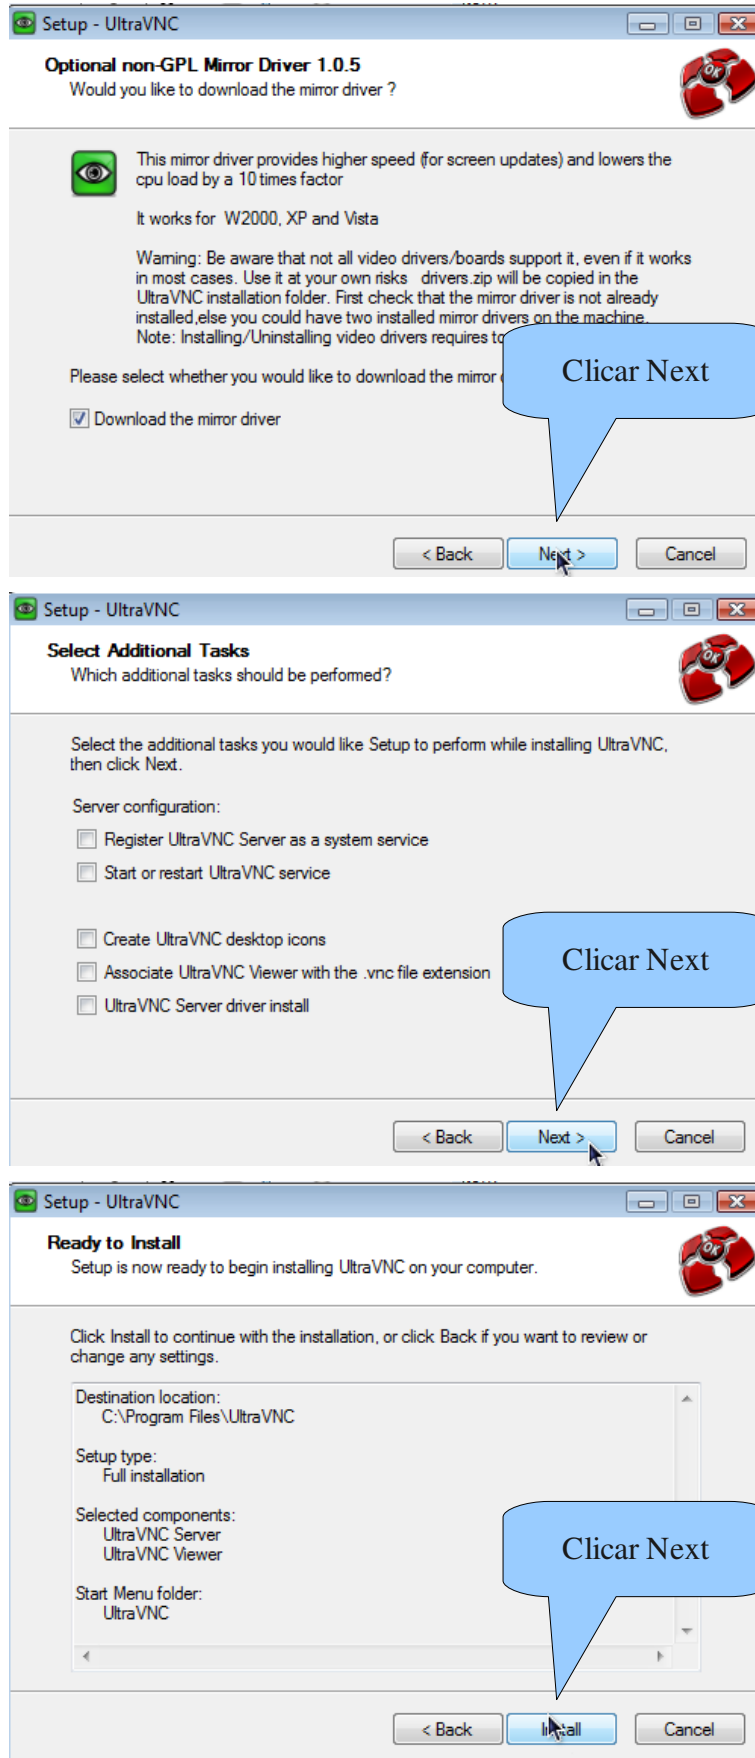 Setup - UltraVNC
Optional non-GPL Mirror Driver 1.0.5
Would you like to download the mirror driver ?
OK
This mirror driver provides higher speed (for screen updates) and lowers the
cpu load by a 10 times factor
It works for W2000, XP and Vista
Warning: Be aware that not all video drivers/boards support it, even if it works
in most cases. Use it at your own risks drivers.zip will be copied in the
UltraVNC installation folder. First check that the mirror driver is not already
installed,else you could have two installed mirror drivers on the machine.
Note: Installing/Uninstalling video drivers requires to
Please select whether you would like to download the mirror
Clicar Next
Download the mirror driver
< Back Next > Cancel
Setup - UltraVNC
Select Additional Tasks
Which additional tasks should be performed?
OK
Select the additional tasks you would like Setup to perform while installing UltraVNC,
then click Next.
Server configuration:
Register UltraVNC Server as a system service
Start or restart UltraVNC service
Create UltraVNC desktop icons
Clicar Next
Associate UltraVNC Viewer with the .vnc file extension
UltraVNC Server driver install
< Back Next > Cancel
Setup - UltraVNC
Ready to Install
Setup is now ready to begin installing UltraVNC on your computer.
OK
Click Install to continue with the installation, or click Back if you want to review or
change any settings.
Destination location:
C:\Program Files\UltraVNC
Setup type:
Full installation
Selected components:
UltraVNC Server
UltraVNC Viewer
Clicar Next
Start Menu folder:
UltraVNC
< Back Install Cancel